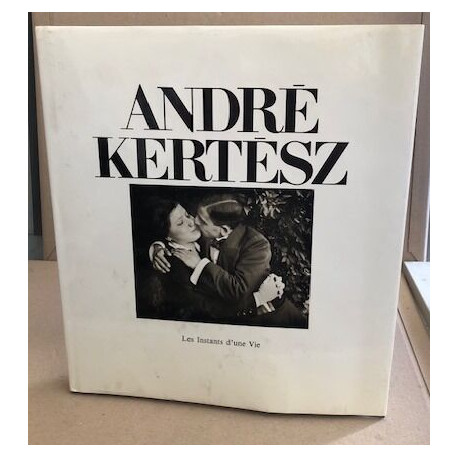 ANDRÉ
KERTÉSZ
Les Instants d'une Vie